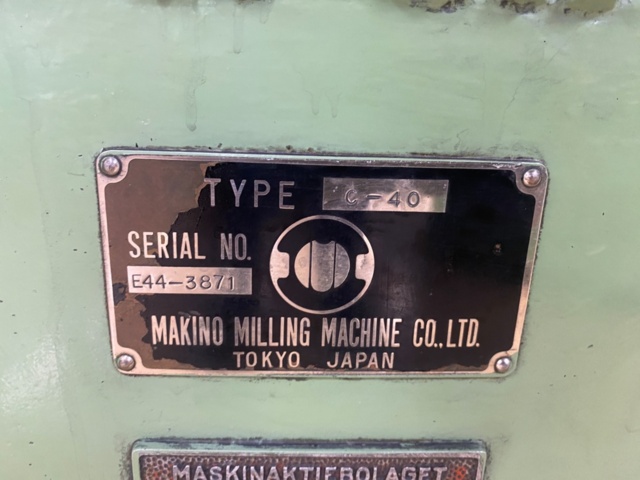 TYPE C-40
SERIAL NO.
E44-3871
MAKINO MILLING MACHINE CO.,LTD.
TOKYO JAPAN
MASKINAKTIEBOLAGET